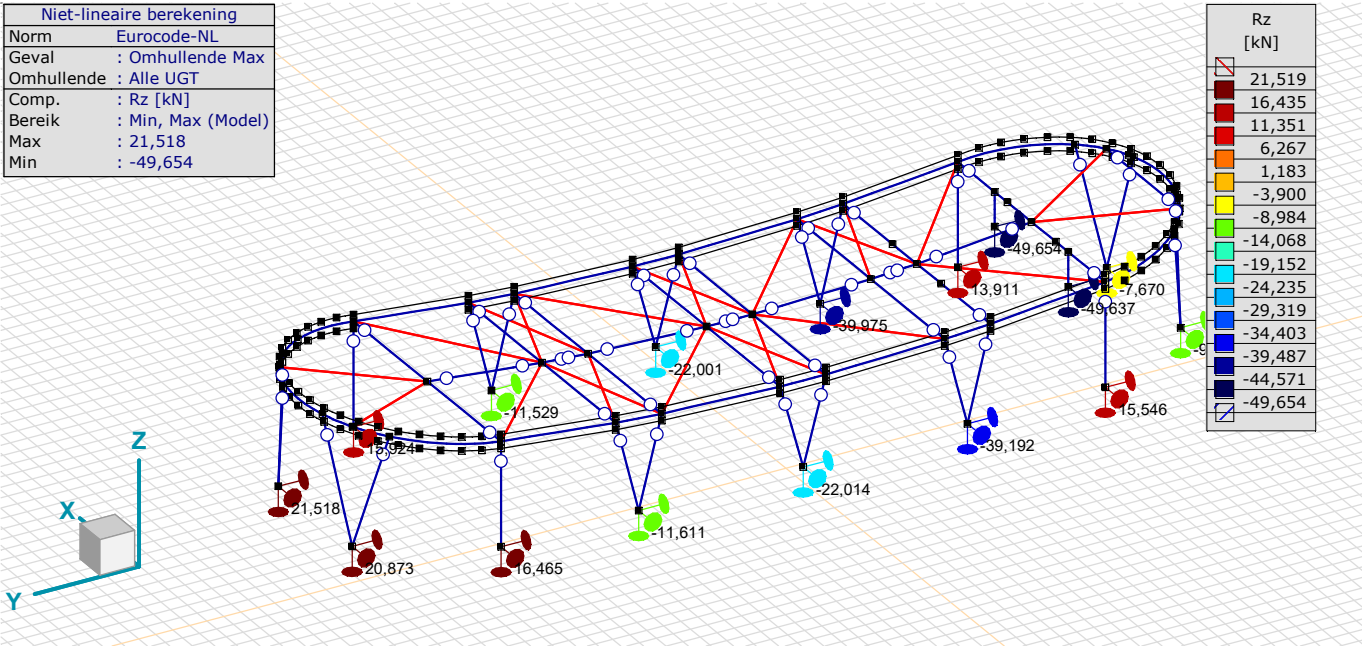 Niet-lineaire berekening
Norm Eurocode-NL
Geval : Omhullende Max
Omhullende : Alle UGT
Comp. : Rz [kN]
Bereik : Min, Max (Model)
Max : 21,518
Min : -49,654
Rz
[kN]
21,519
16,435
11,351
6,267
1,183
-3,900
-8,984
-14,068
-19,152
-24,235
-29,319
-34,403
-39,487
-44,571
-49,654
-49,654
13,911
-7,670
-49,637
-39,975
-9
-22,001
-11,529
15,546
15,924
-39,192
-22,014
21,518
-11,611
20,873
16,465
Z
X
Y